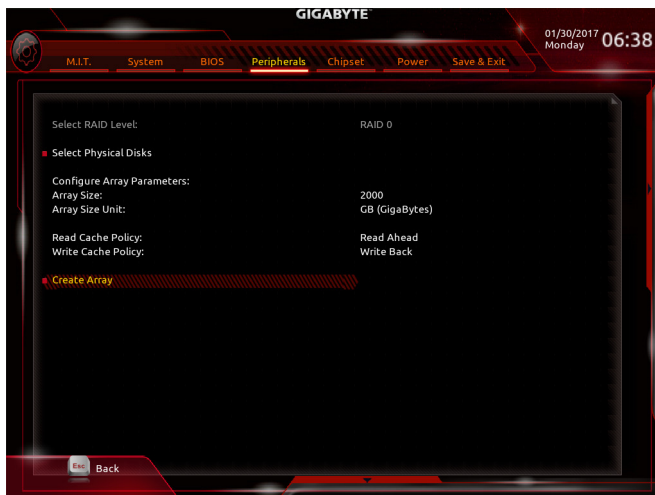 GIGABYTE
01/30/2017 06:38
Monday
M.I.T. System BIOS Peripherals Chipset Power Save & Exit
Select RAID Level: RAID 0
Select Physical Disks
Configure Array Parameters:
Array Size: 2000
Array Size Unit: GB (GigaBytes)
Read Cache Policy: Read Ahead
Write Cache Policy: Write Back
Create Array
Esc Back